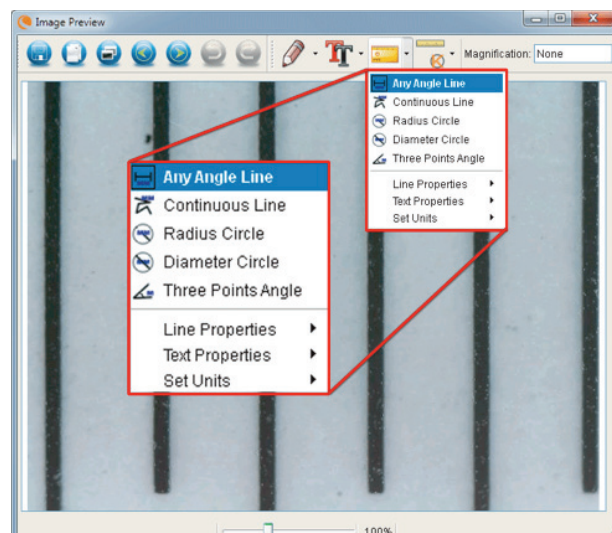 Image Preview
Magnification: None
Any Angle Line
Continuous Line
Radius Circle
Diameter Circle
Three Points Angle
Line Properties
Text Properties
Set Units
Any Angle Line
Continuous Line
Radius Circle
Diameter Circle
Three Points Angle
Line Properties
Text Properties
Set Units
100%